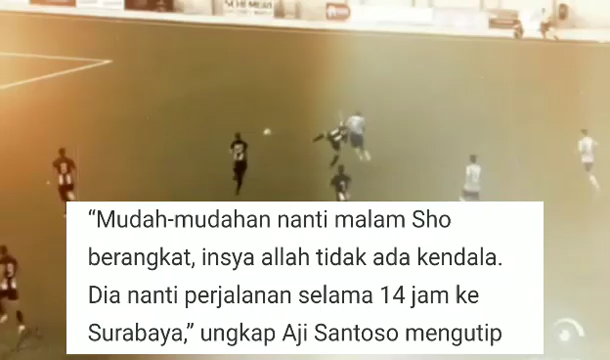 SCHEMBRI
“Mudah-mudahan nanti malam Sho
berangkat, insya allah tidak ada kendala.
Dia nanti perjalanan selama 14 jam ke
Surabaya,” ungkap Aji Santoso mengutip